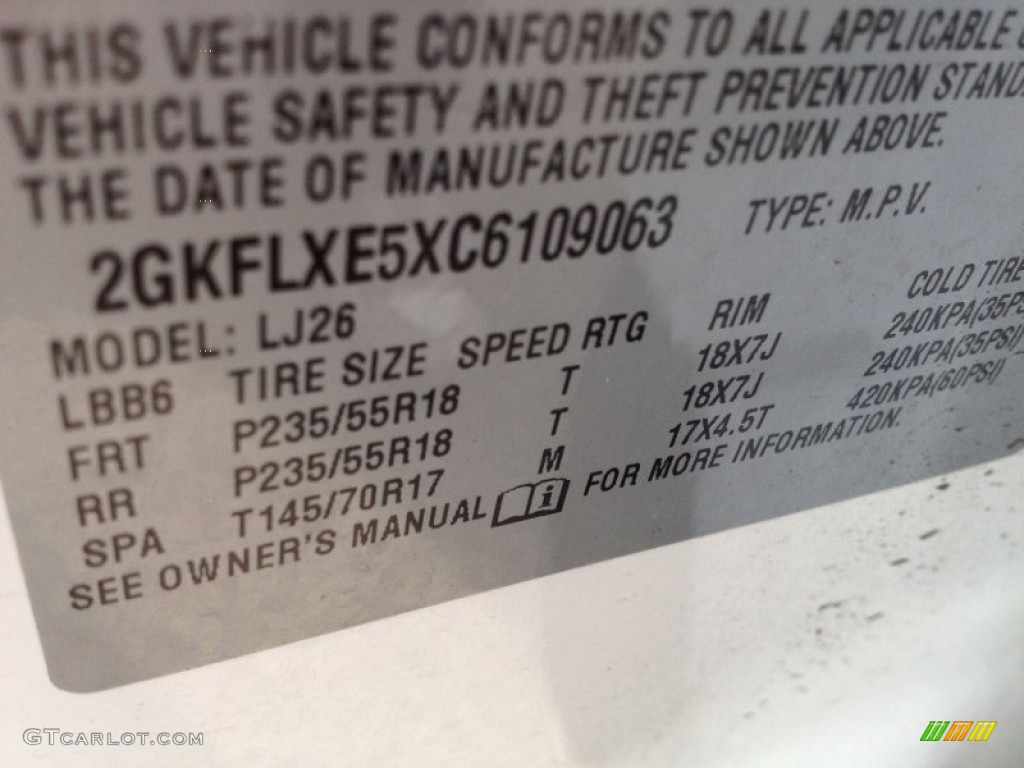 THIS VEHICLE CONFORMS TO ALL APPLICABLE
VEHICLE SAFETY AND THEFT PREVENTION STAND
THE DATE OF MANUFACTURE SHOWN ABOVE.
2GKFLXE5XC6109063 TYPE: M.P.V.
MODEL: LJ26
LBB6 TIRE SIZE SPEED RTG RIM COLD TIRE
FRT P235/55R18 T 18X7J 240KPA(35PS
RR P235/55R18 T 18X7J 240KPA(35PSI)
SPA T145/70R17 M 17X4.5T 420KPA(60PSI)
SEE OWNER'S MANUAL FOR MORE INFORMATION.
GTCARLOT.COM